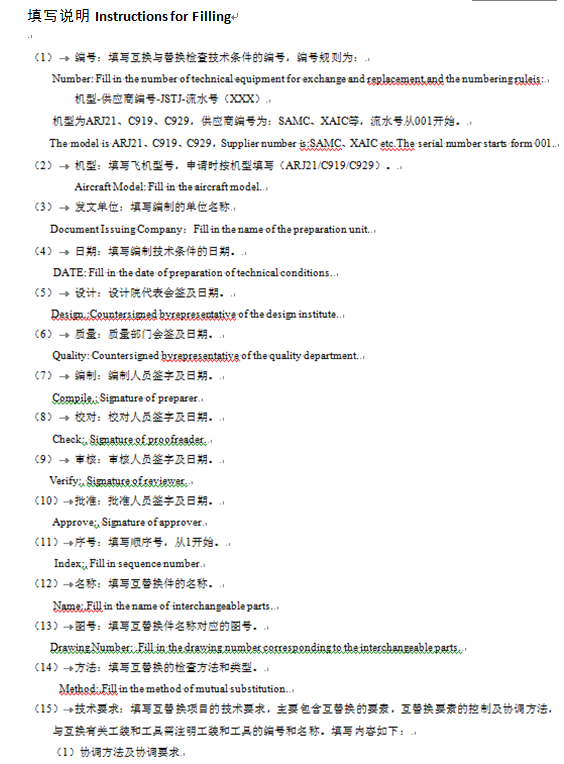 填写说明 Instructions for Filling
（1） 编号：填写互换与替换检查技术条件的编号，编号规则为：
Number: Fill in the number of technical equipment for exchange and replacement,and the numbering ruleis:
机型-供应商编号-JSTJ-流水号（XXX）
机型为ARJ21、C919、C929，供应商编号为：SAMC、XAIC等，流水号从001开始。
The model is ARJ21、C919、C929，Supplier number is:SAMC、XAIC etc.The serial number starts form 001.
（2） 机型：填写飞机型号，申请时按机型填写（ARJ21/C919/C929）。
Aircraft Model: Fill in the aircraft model.
（3） 发文单位：填写编制的单位名称
Document Issuing Company：Fill in the name of the preparation unit.
（4） 日期：填写编制技术条件的日期。
DATE: Fill in the date of preparation of technical conditions.
（5） 设计：设计院代表会签及日期。
Design.:Countersigned byrepresentative of the design institute.
（6） 质量：质量部门会签及日期。
Quality: Countersigned byrepresentative of the quality department.
（7） 编制：编制人员签字及日期。
Compile.: Signature of preparer
（8） 校对：校对人员签字及日期。
Check:. Signature of proofreader.
（9） 审核：审核人员签字及日期。
Verify:. Signature of reviewer.
（10）批准：批准人员签字及日期。
Approve:. Signature of approver
（11）序号：填写顺序号，从1开始。
Index:. Fill in sequence number
（12）名称：填写互替换件的名称。
Name:.Fill in the name of interchangeable parts.
（13）图号：填写互替换件名称对应的图号。
Drawing Number:.Fill in the drawing number corresponding to the interchangeable parts.
（14）方法：填写互替换的检查方法和类型。
Method:.Fill in the method of mutual substitution.
（15）技术要求：填写互替换项目的技术要求，主要包含互替换的要素，互替换要素的控制及协调方法，
与互换有关工装和工具需注明工装和工具的编号和名称。填写内容如下：
（1）协调方法及协调要求